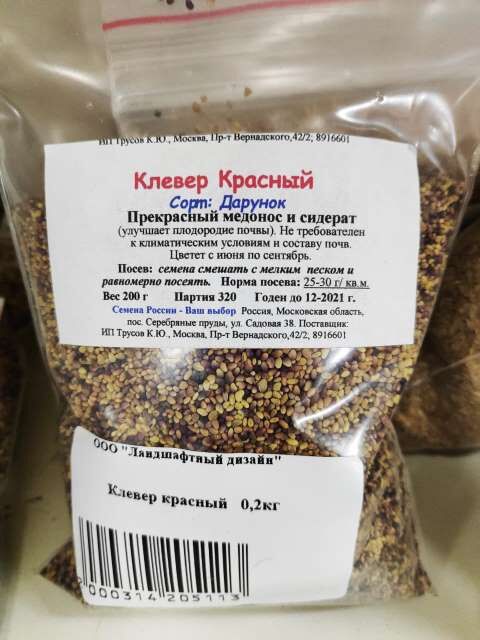 ИП Трусов К.Ю., Москва, Пр-т Вернадского,42/2; 8916601
Клевер Красный
Сорт: Дарунок
Прекрасный медонос и сидерат
(улучшает плодородие почвы). Не требователен
к климатическим условиям и составу почв.
Цветет с июня по сентябрь.
Посев: семена смешать с мелким песком и
равномерно посеять. Норма посева: 25-30 г/ кв.м.
Вес 200 г Партия 320 Годен до 12-2021 г.
Семена России - Ваш выбор Россия, Московская область,
пос. Серебряные пруды, ул. Садовая 38. Поставщик:
ИП Трусов К.Ю., Москва, Пр-т Вернадского,42/2; 8916601
ООО "Ландшафтный дизайн"
Клевер красный 0,2кг
2000314205113